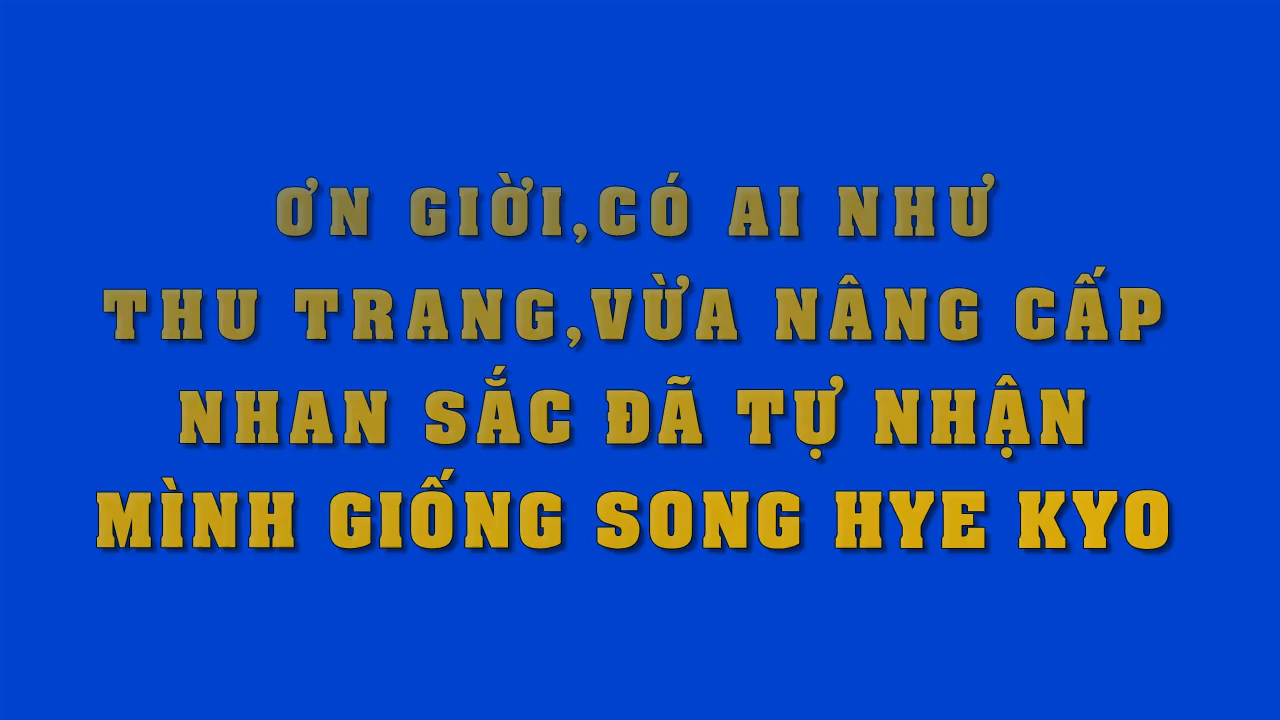 ƠN GIỜI,CÓ AI NHƯ
THU TRANG,VỪA NÂNG CẤP
NHAN SẮC ĐÃ TỰ NHẬN
MÌNH GIỐNG SONG HYE KYO